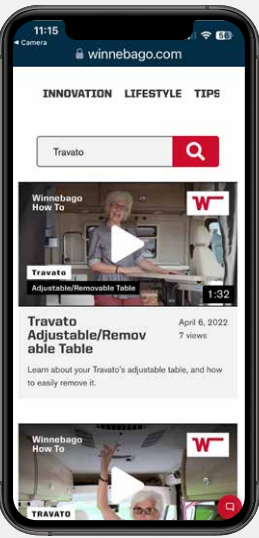 11:15
56
◄ Camera
winnebago.com
INNOVATION LIFESTYLE TIPS
Travato
Winnebago
How To
W
Travato
Adjustable/Removable Table
1:32
Travato
Adjustable/Remov
able Table
April 6, 2022
7 views
Learn about your Travato's adjustable table, and how
to easily remove it.
Winnebago
How To
W
TRAVATO